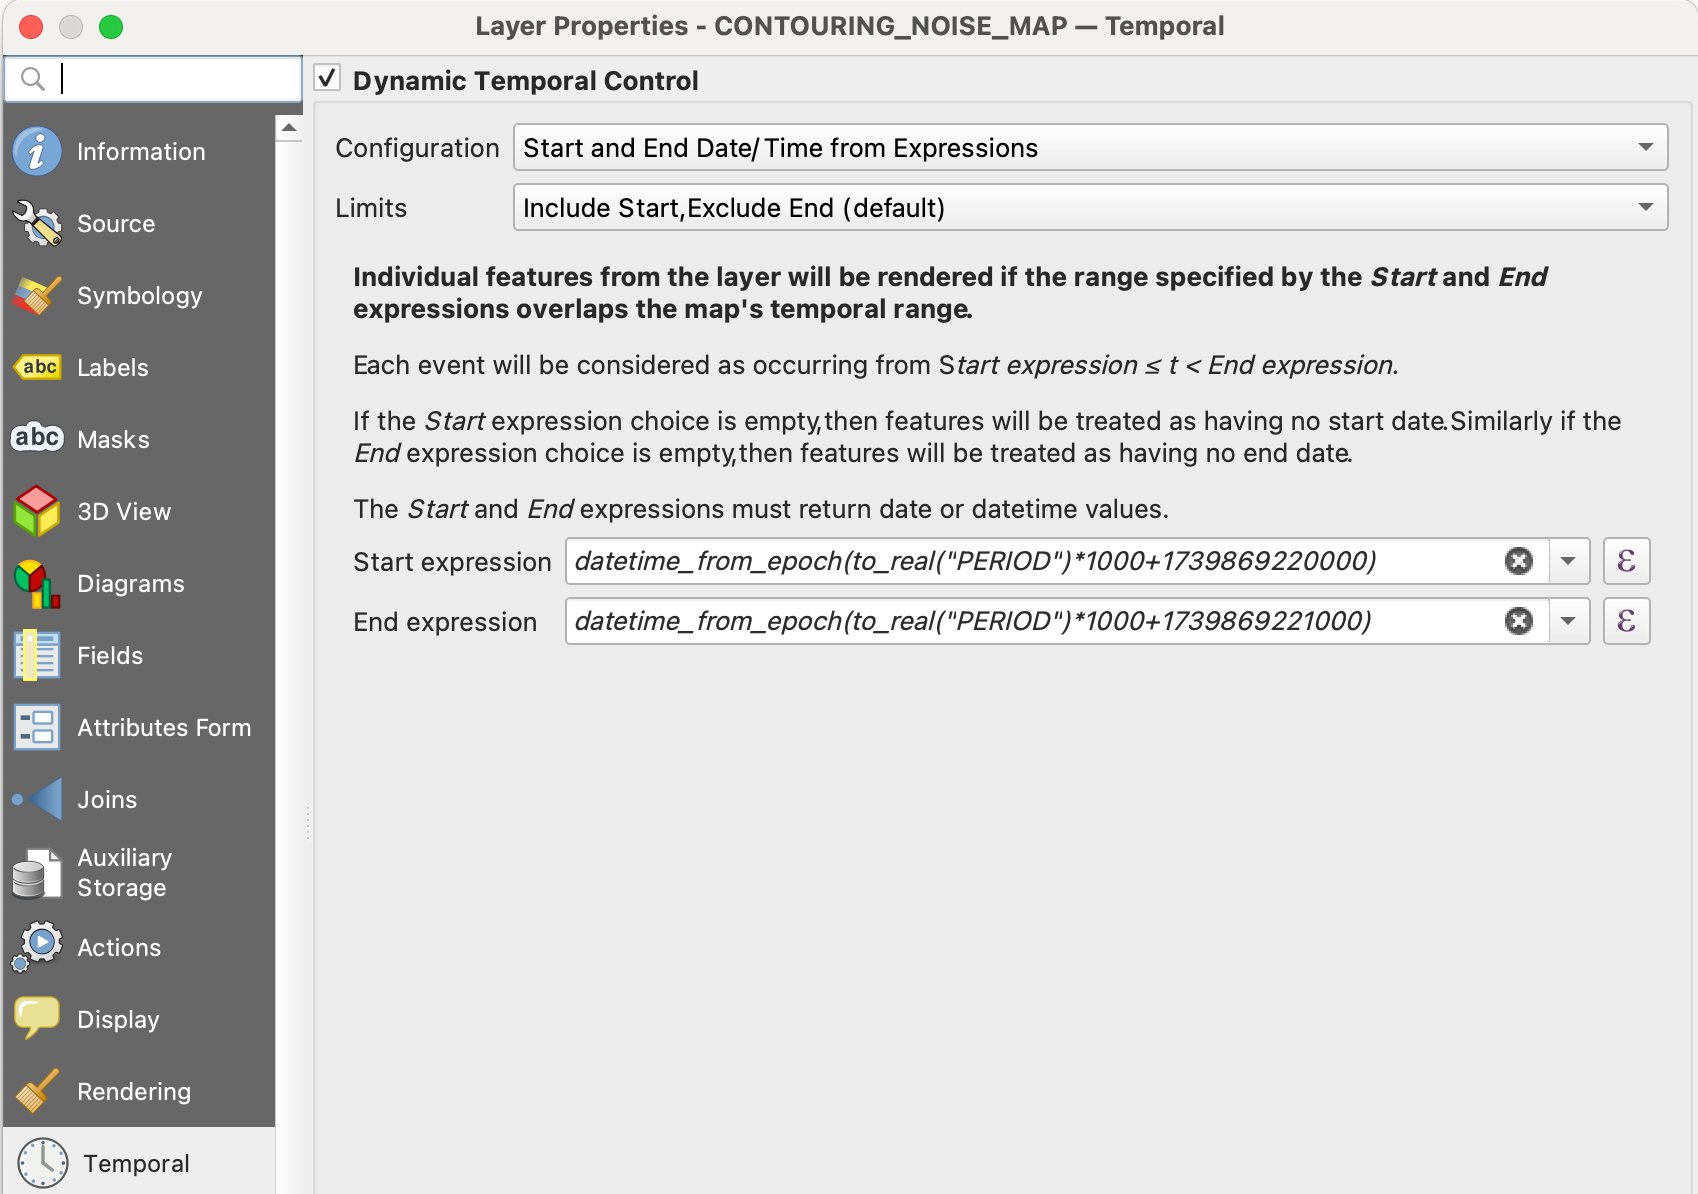 Layer Properties - CONTOURING_NOISE_MAP — Temporal
Information
Source
Symbology
abc Labels
abc Masks
3D View
Diagrams
Fields
Attributes Form
Joins
Auxiliary
Storage
Actions
Display
Rendering
Temporal
Dynamic Temporal Control
Configuration Start and End Date/Time from Expressions
Limits Include Start,Exclude End (default)
Individual features from the layer will be rendered if the range specified by the Start and End
expressions overlaps the map's temporal range.
Each event will be considered as occurring from Start expression ≤ t < End expression.
If the Start expression choice is empty,then features will be treated as having no start date.Similarly if the
End expression choice is empty,then features will be treated as having no end date.
The Start and End expressions must return date or datetime values.
Start expression datetime_from_epoch(to_real("PERIOD")*1000+1739869220000) ε
End expression datetime_from_epoch(to_real("PERIOD")*1000+1739869221000) ε